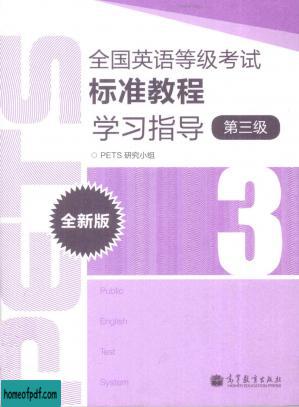 PETS
全国英语等级考试
标准教程
学习指导
第三级
◎ PETS 研究小组
全新版
3
Public
English
Test
System
高等教育出版社
homeofpdf.com